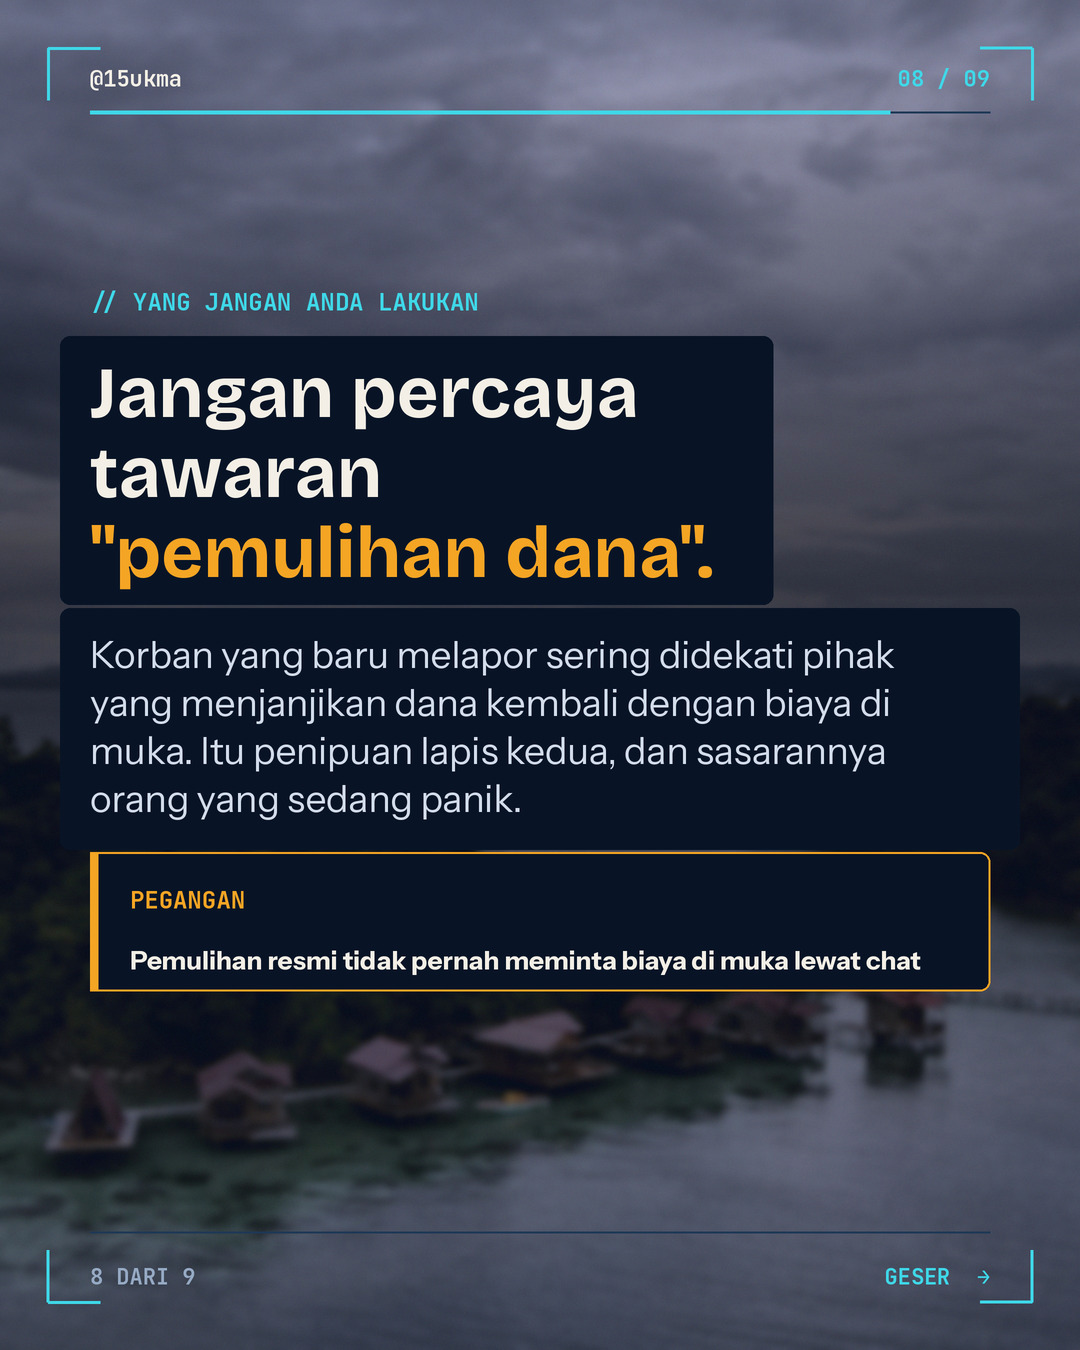 @15ukma
08 / 09
// YANG JANGAN ANDA LAKUKAN
Jangan percaya
tawaran
"pemulihan dana".
Korban yang baru melapor sering didekati pihak
yang menjanjikan dana kembali dengan biaya di
muka. Itu penipuan lapis kedua, dan sasarannya
orang yang sedang panik.
PEGANGAN
Pemulihan resmi tidak pernah meminta biaya di muka lewat chat
8 DARI 9
GESER →